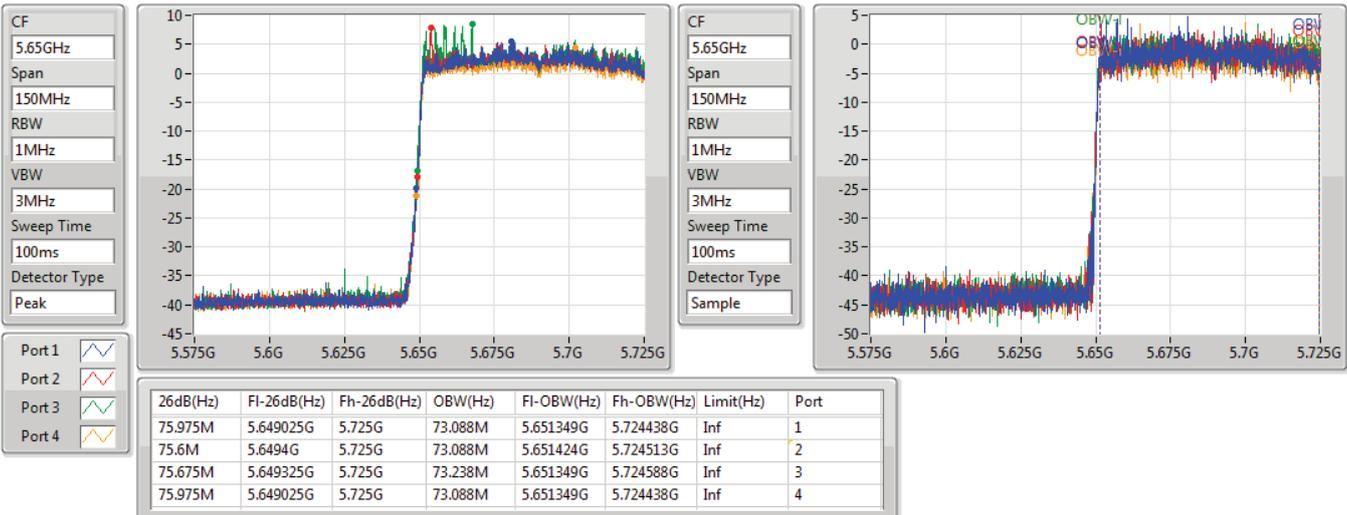 CF
5.65GHz
Span
150MHz
RBW
1MHz
VBW
3MHz
Sweep Time
100ms
Detector Type
Peak
Port 1
Port 2
Port 3
Port 4
10
5
0
-5
-10
-15
-20
-25
-30
-35
-40
-45
5.575G 5.6G 5.625G 5.65G 5.675G 5.7G 5.725G
CF
5.65GHz
Span
150MHz
RBW
1MHz
VBW
3MHz
Sweep Time
100ms
Detector Type
Sample
5
0
-5
-10
-15
-20
-25
-30
-35
-40
-45
-50
5.575G 5.6G 5.625G 5.65G 5.675G 5.7G 5.725G
26dB(Hz) Fl-26dB(Hz) Fh-26dB(Hz) OBW(Hz) Fl-OBW(Hz) Fh-OBW(Hz) Limit(Hz) Port
75.975M 5.649025G 5.725G 73.088M 5.651349G 5.724438G Inf 1
75.6M 5.6494G 5.725G 73.088M 5.651424G 5.724513G Inf 2
75.675M 5.649325G 5.725G 73.238M 5.651349G 5.724588G Inf 3
75.975M 5.649025G 5.725G 73.088M 5.651349G 5.724438G Inf 4